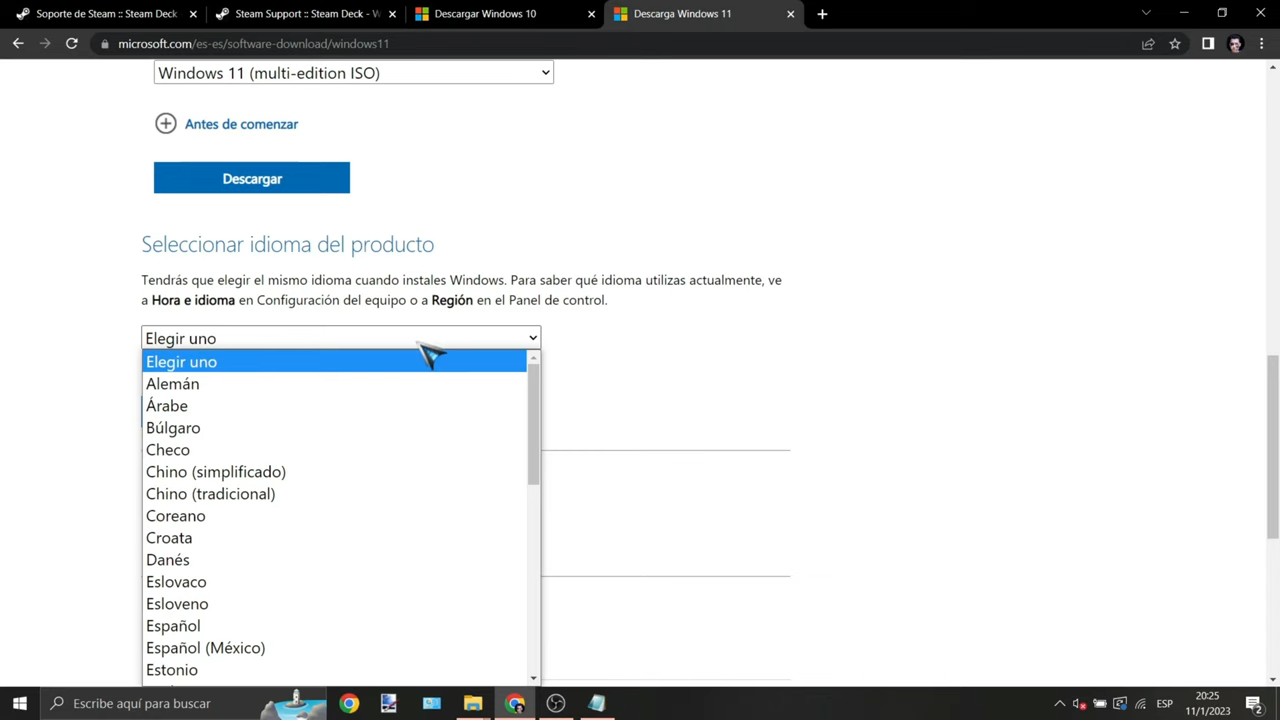 Soporte de Steam :: Steam Deck
Steam Support :: Steam Deck - W
Descargar Windows 10
Descarga Windows 11
microsoft.com/es-es/software-download/windows11
Windows 11 (multi-edition ISO)
Antes de comenzar
Descargar
Seleccionar idioma del producto
Tendrás que elegir el mismo idioma cuando instales Windows. Para saber qué idioma utilizas actualmente, ve
a Hora e idioma en Configuración del equipo o a Región en el Panel de control.
Elegir uno
Elegir uno
Alemán
Árabe
Búlgaro
Checo
Chino (simplificado)
Chino (tradicional)
Coreano
Croata
Danés
Eslovaco
Esloveno
Español
Español (México)
Estonio
Escribe aquí para buscar
ESP
20:25
11/1/2023
2